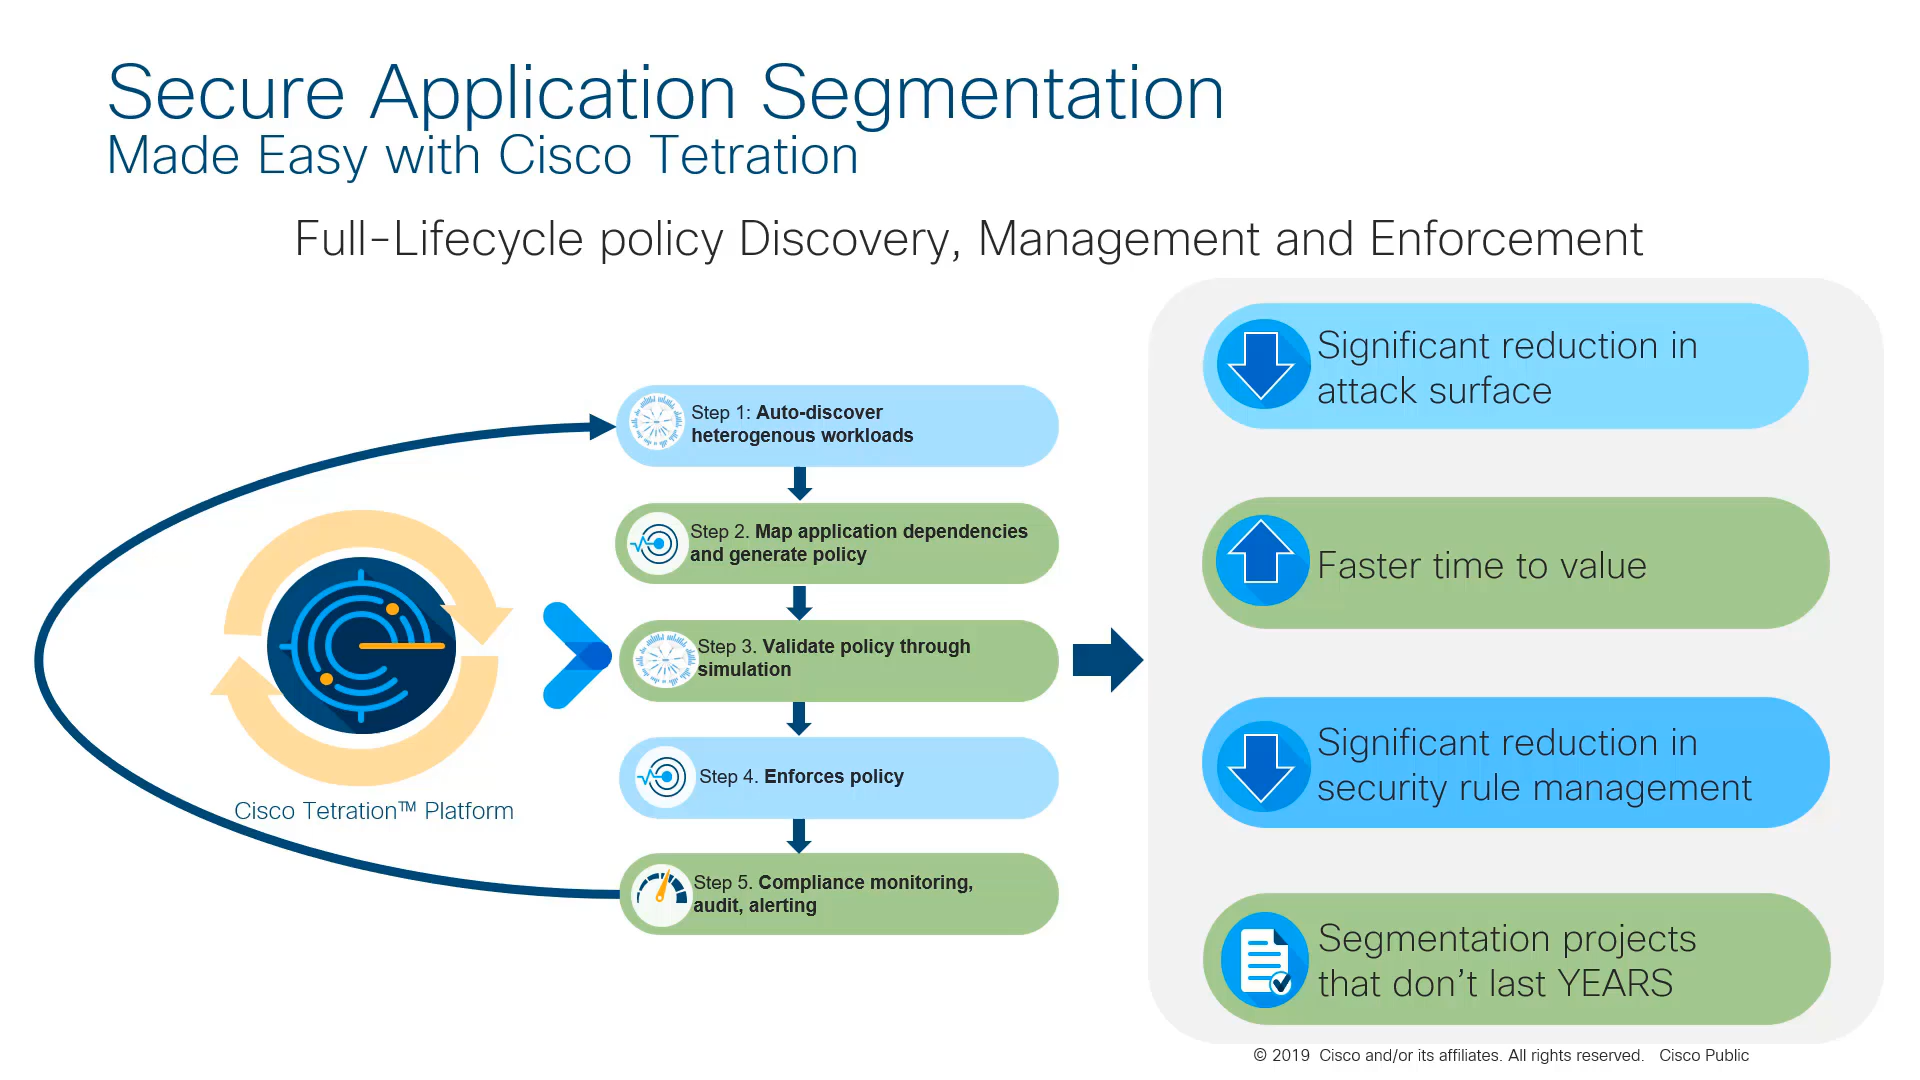 Secure Application Segmentation
Made Easy with Cisco Tetration
Full-Lifecycle policy Discovery, Management and Enforcement
Cisco Tetration™ Platform
Step 1: Auto-discover
heterogenous workloads
Step 2. Map application dependencies
and generate policy
Step 3. Validate policy through
simulation
Step 4. Enforces policy
Step 5. Compliance monitoring,
audit, alerting
Significant reduction in
attack surface
Faster time to value
Significant reduction in
security rule management
Segmentation projects
that don’t last YEARS
© 2019 Cisco and/or its affiliates. All rights reserved. Cisco Public